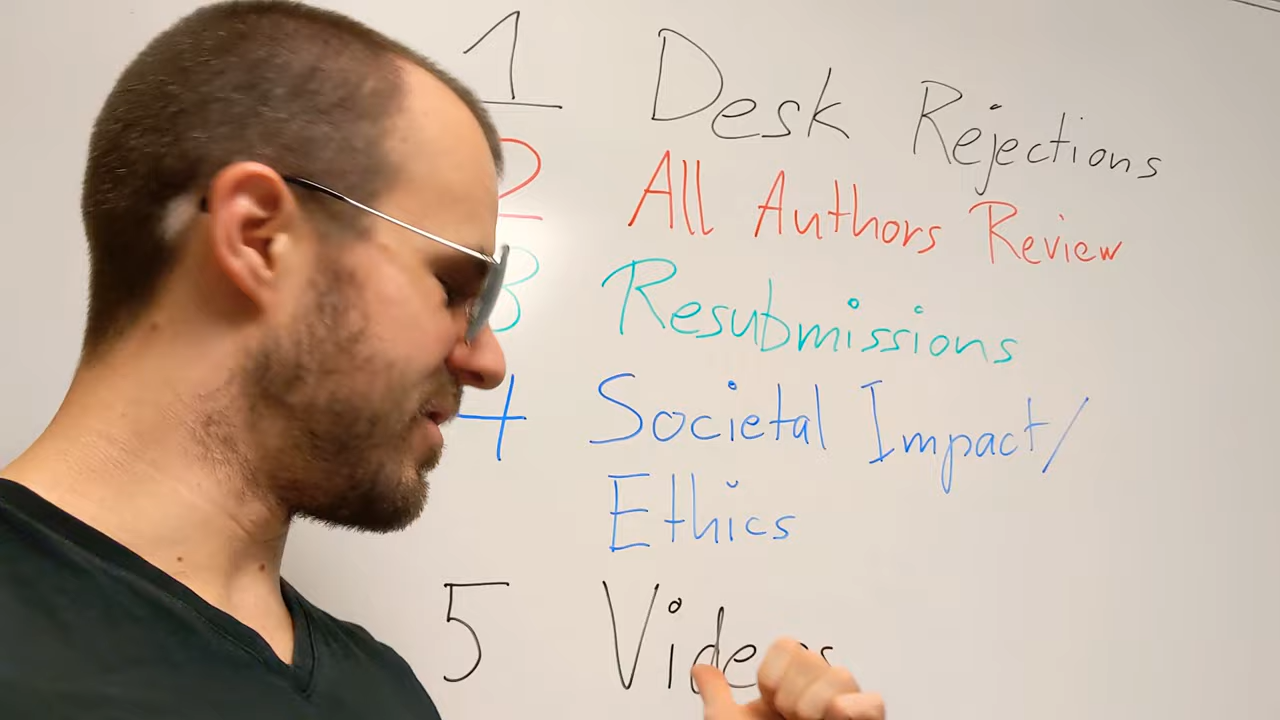 1 Desk Rejections
2 All Authors Review
3 Resubmissions
4 Societal Impact/
Ethics
5